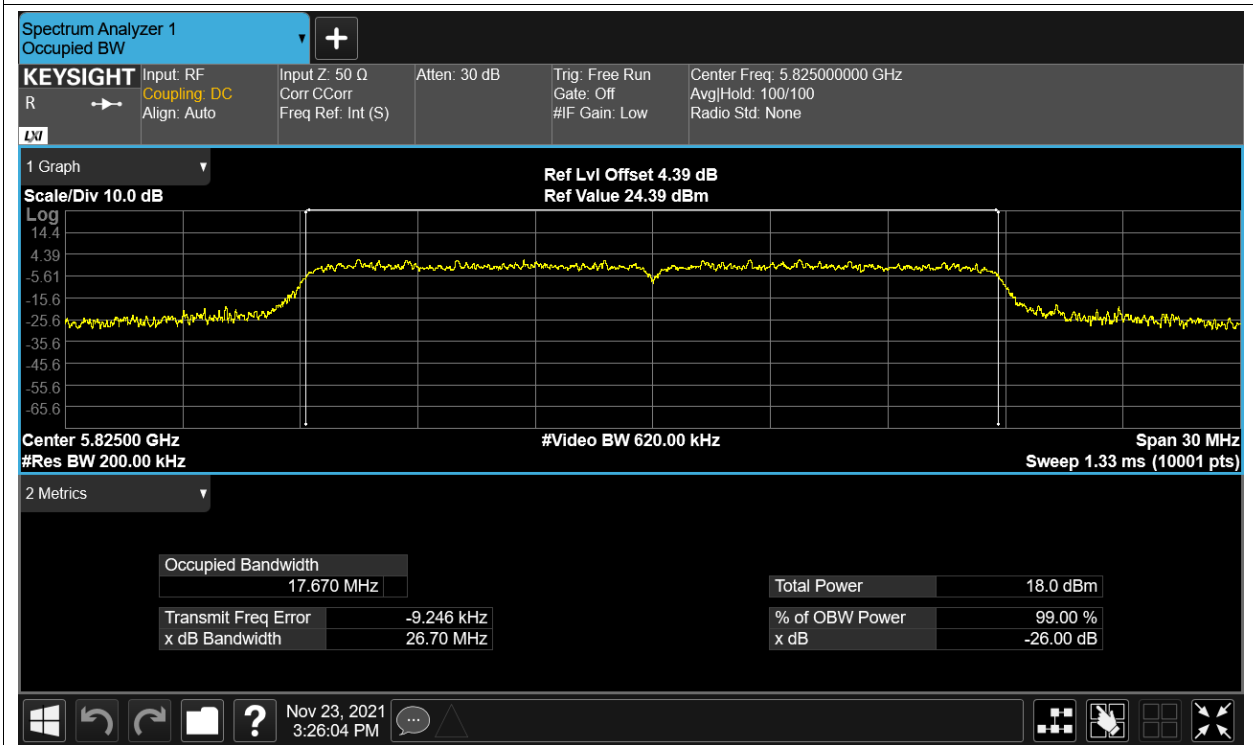 Spectrum Analyzer 1
Occupied BW
KEYSIGHT
R
LXI
Input: RF
Coupling: DC
Align: Auto
Input Z: 50 Ω
Corr CCorr
Freq Ref: Int (S)
Atten: 30 dB
Trig: Free Run
Gate: Off
#IF Gain: Low
Center Freq: 5.825000000 GHz
Avg|Hold: 100/100
Radio Std: None
1 Graph
Scale/Div 10.0 dB
Ref Lvl Offset 4.39 dB
Ref Value 24.39 dBm
Log
14.4
4.39
-5.61
-15.6
-25.6
-35.6
-45.6
-55.6
-65.6
Center 5.82500 GHz
#Video BW 620.00 kHz
Span 30 MHz
#Res BW 200.00 kHz
Sweep 1.33 ms (10001 pts)
2 Metrics
Occupied Bandwidth
17.670 MHz
Total Power 18.0 dBm
Transmit Freq Error -9.246 kHz
% of OBW Power 99.00 %
x dB Bandwidth 26.70 MHz
x dB -26.00 dB
?
Nov 23, 2021
3:26:04 PM